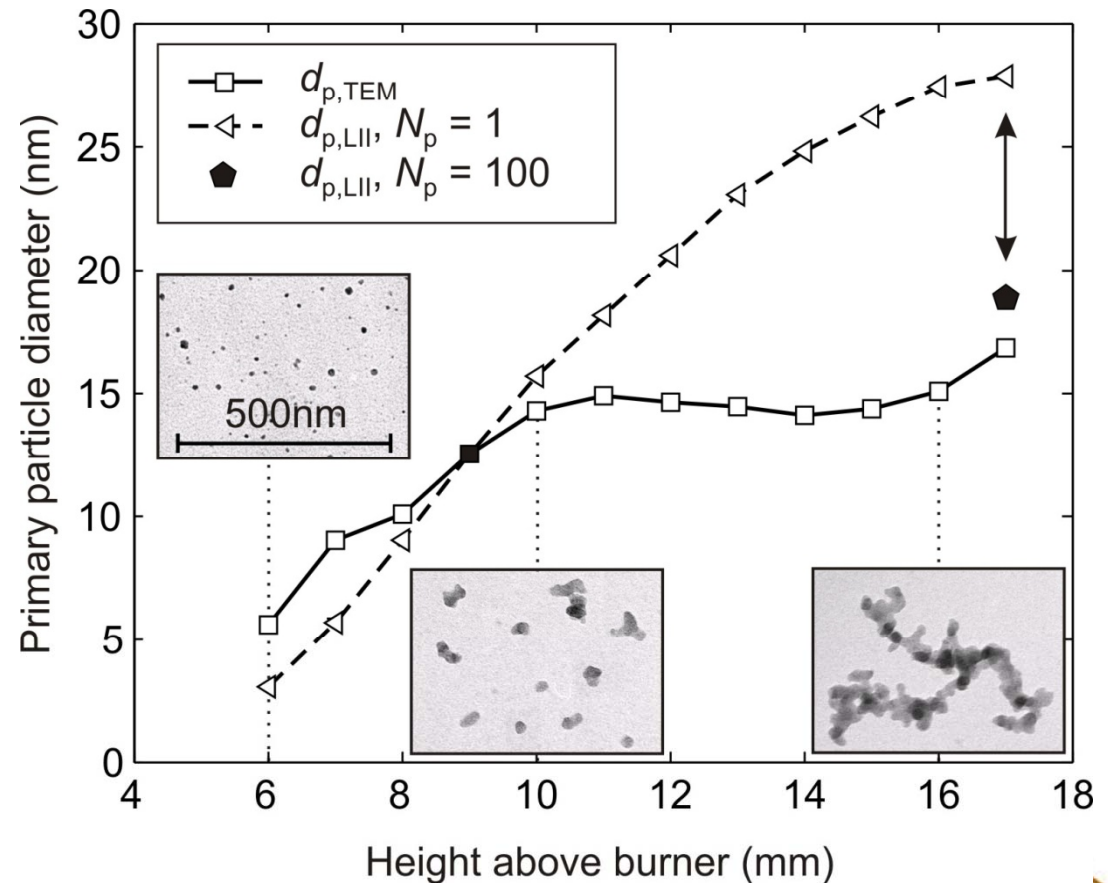 30
25
20
15
10
5
0
4
6
8
10
12
14
16
18
Primary particle diameter (nm)
Height above burner (mm)
dp,TEM
dp,LII, Np = 1
dp,LII, Np = 100
500nm